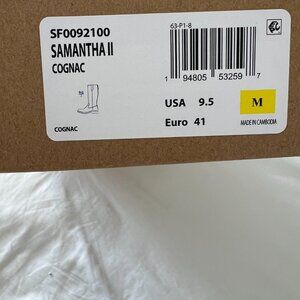 SF0092100
SAMANTHA II
COGNAC
COGNAC
63-P1-8
1 94805 53259 7
USA 9.5
M
Euro 41
MADE IN CAMBODIA